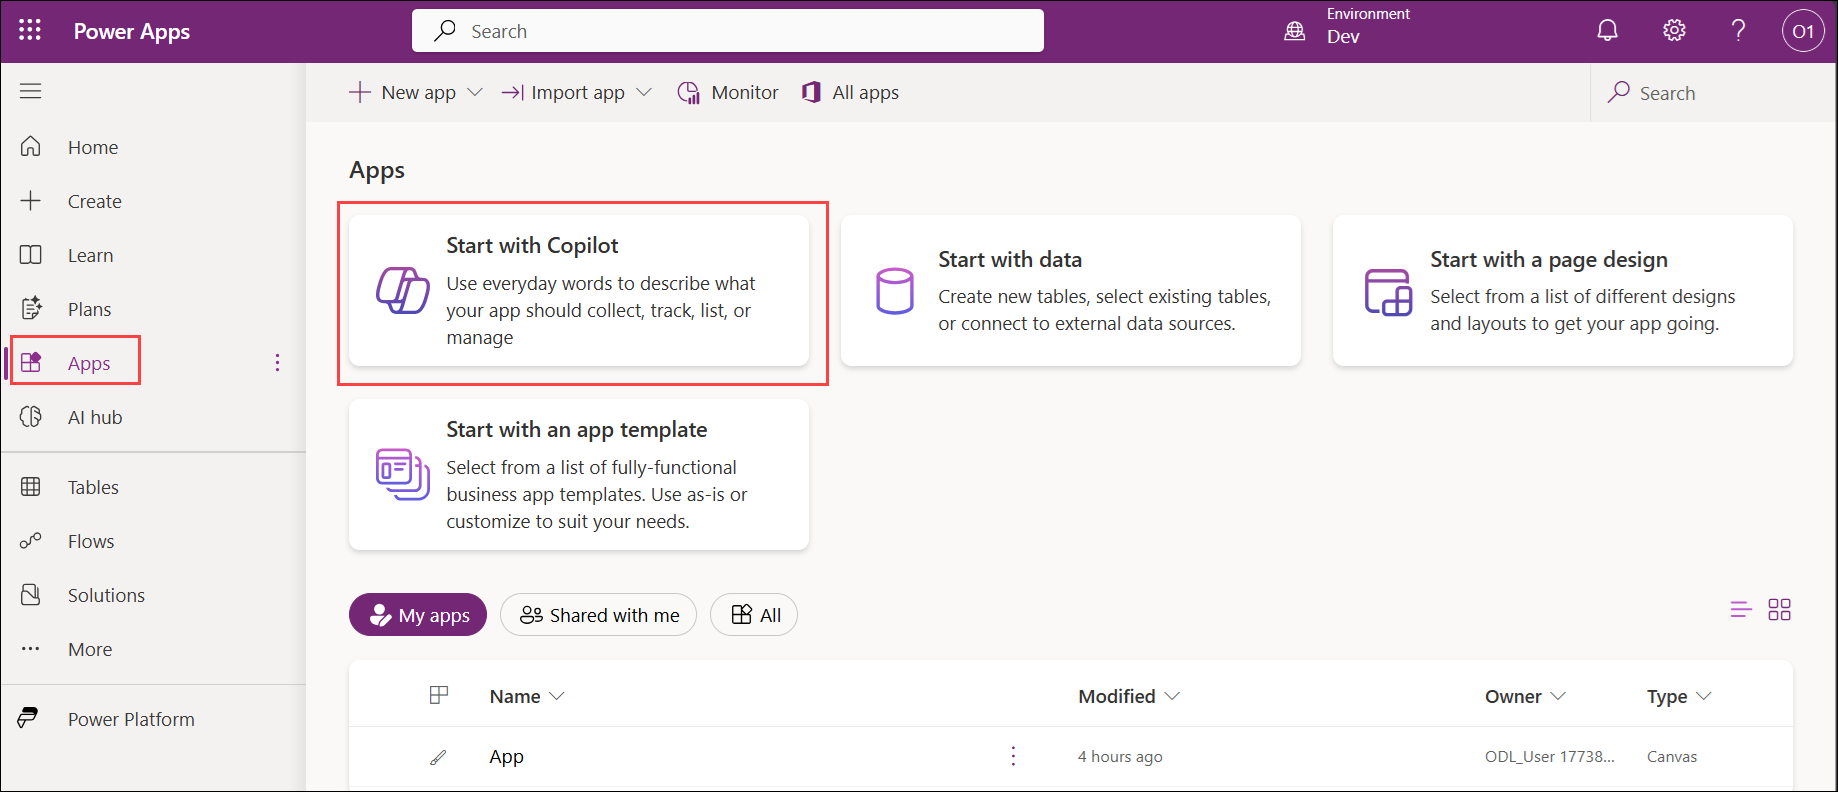 Power Apps
Search
Environment
Dev
O1
New app
Import app
Monitor
All apps
Search
Home
Create
Learn
Plans
Apps
AI hub
Tables
Flows
Solutions
More
Power Platform
Apps
Start with Copilot
Use everyday words to describe what
your app should collect, track, list, or
manage
Start with data
Create new tables, select existing tables,
or connect to external data sources.
Start with a page design
Select from a list of different designs
and layouts to get your app going.
Start with an app template
Select from a list of fully-functional
business app templates. Use as-is or
customize to suit your needs.
My apps
Shared with me
All
Name Modified Owner Type
App 4 hours ago ODL_User 17738... Canvas